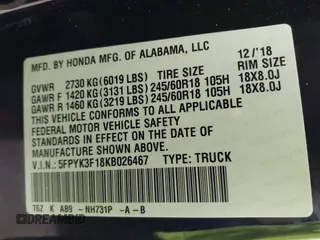 MFD. BY HONDA MFG. OF ALABAMA, LLC
12/'18
GVWR 2730 KG (6019 LBS) TIRE SIZE RIM SIZE
GAWR F 1420 KG (3131 LBS) 245/60R18 105H 18X8.0J
GAWR R 1460 KG (3219 LBS) 245/60R18 105H 18X8.0J
THIS VEHICLE CONFORMS TO ALL APPLICABLE
FEDERAL MOTOR VEHICLE SAFETY
STANDARDS IN EFFECT ON THE DATE OF
MANUFACTURE SHOWN ABOVE.
V.I.N: 5FPYK3F18KB026467 TYPE: TRUCK
T6Z K AB9 -NH731P -A-B
DREAMBID